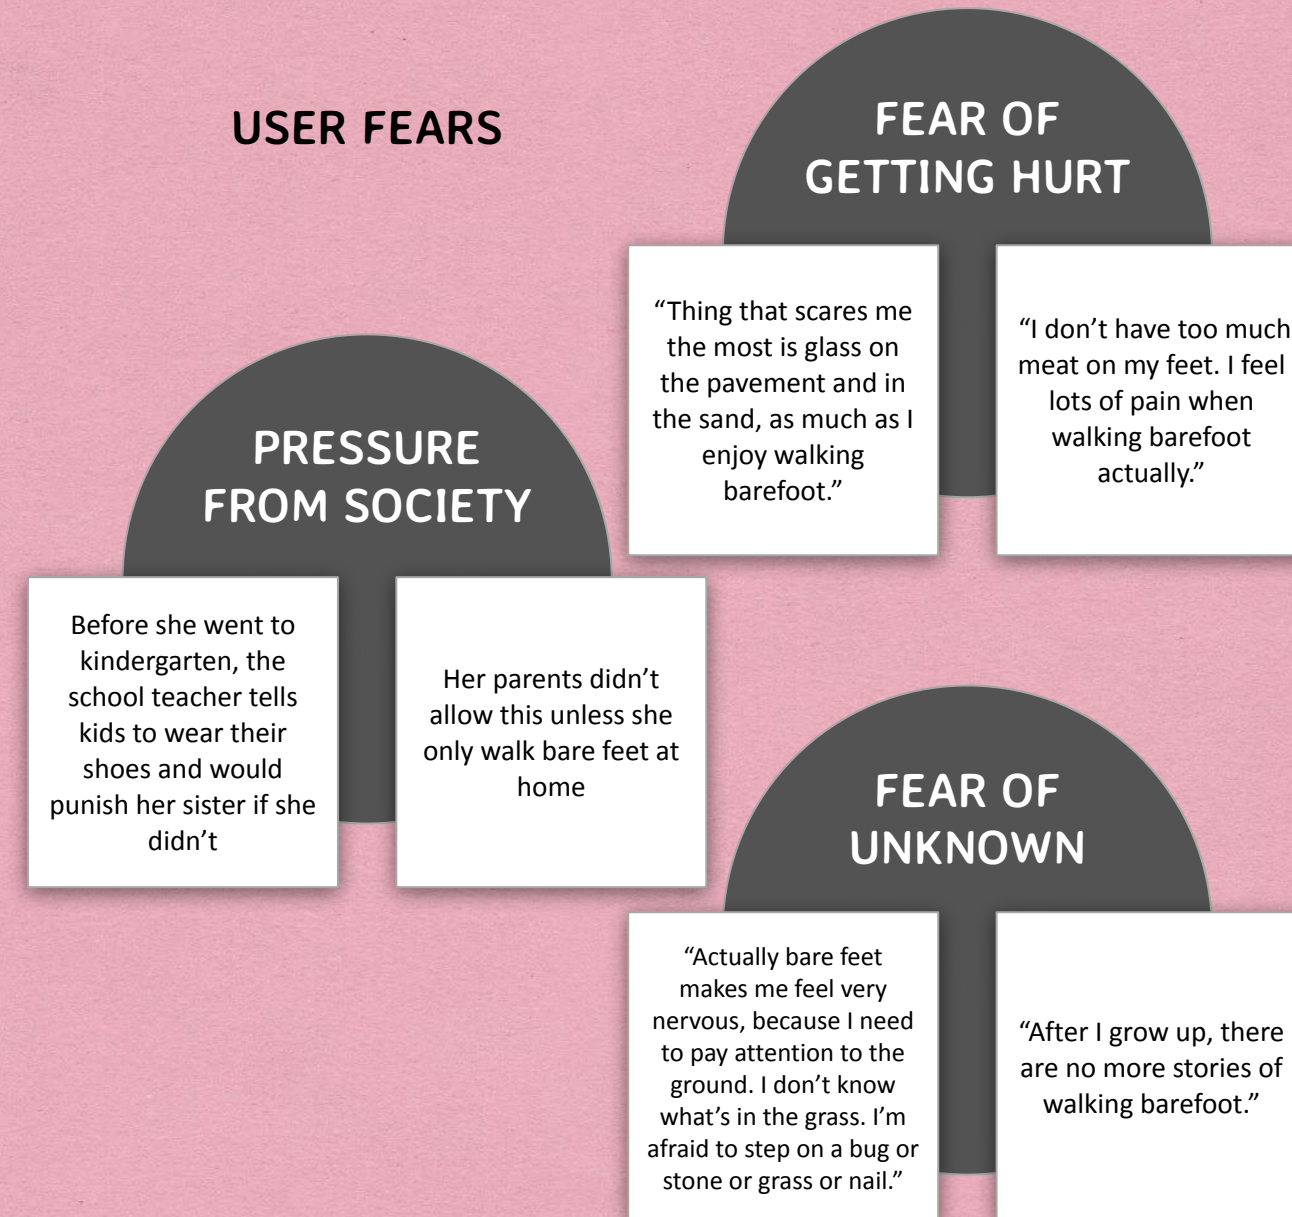 USER FEARS
FEAR OF
GETTING HURT
“Thing that scares me
the most is glass on
the pavement and in
the sand, as much as I
enjoy walking
barefoot.”
“I don’t have too much
meat on my feet. I feel
lots of pain when
walking barefoot
actually.”
PRESSURE
FROM SOCIETY
Before she went to
kindergarten, the
school teacher tells
kids to wear their
shoes and would
punish her sister if she
didn’t
Her parents didn’t
allow this unless she
only walk bare feet at
home
FEAR OF
UNKNOWN
“Actually bare feet
makes me feel very
nervous, because I need
to pay attention to the
ground. I don’t know
what’s in the grass. I’m
afraid to step on a bug or
stone or grass or nail.”
“After I grow up, there
are no more stories of
walking barefoot.”